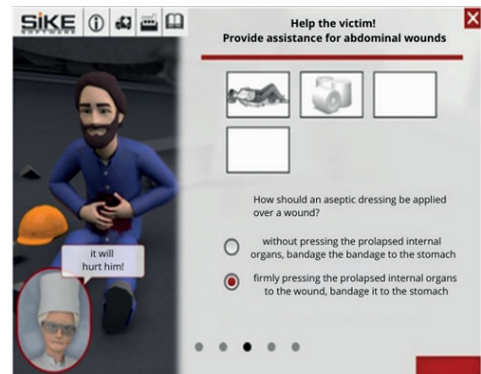 SIKE
SOFTWARE
Help the victim!
Provide assistance for abdominal wounds
How should an aseptic dressing be applied
over a wound?
without pressing the prolapsed internal
organs, bandage the bandage to the stomach
firmly pressing the prolapsed internal organs
to the wound, bandage it to the stomach
it will
hurt him!